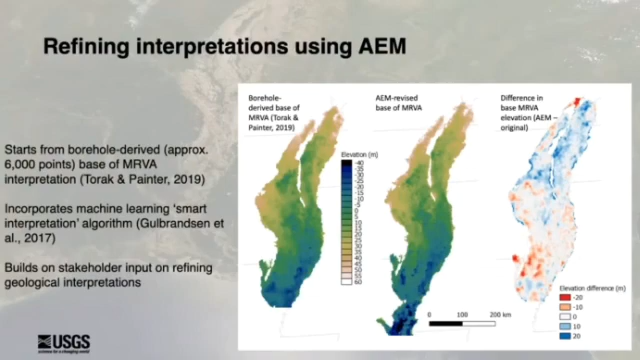 Refining interpretations using AEM
Starts from borehole-derived (approx.
6,000 points) base of MRVA
interpretation (Torak & Painter, 2019)
Incorporates machine learning ‘smart
interpretation’ algorithm (Gulbrandsen et
al., 2017)
Builds on stakeholder input on refining
geological interpretations
Borehole-
derived base of
MRVA (Torak &
Painter, 2019)
AEM-revised
base of MRVA
Difference in
base MRVA
elevation (AEM –
original)
Elevation (m)
-40
-35
-30
-25
-20
-15
-10
-5
0
5
10
15
20
25
30
35
40
45
50
55
60
0 100 200 km
Elevation difference (m)
-20
-10
0
10
20
USGS
science for a changing world